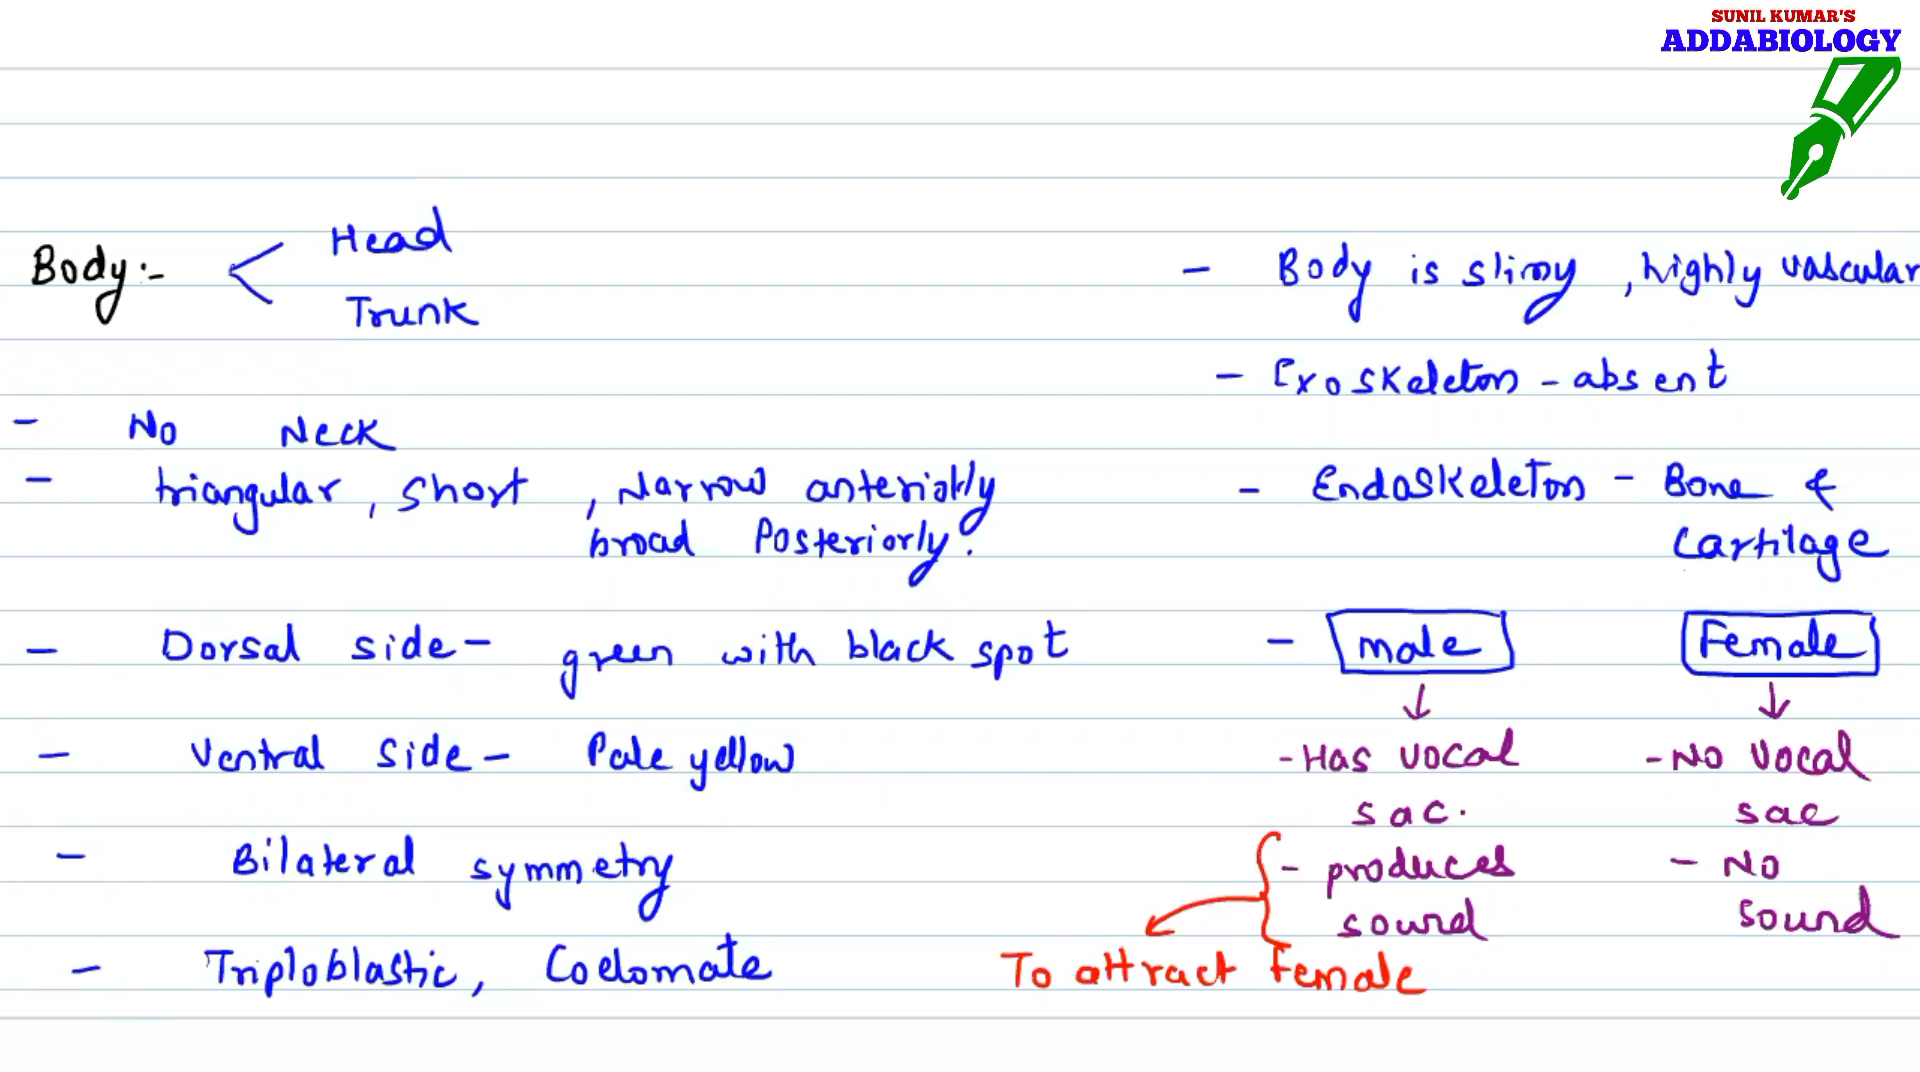 SUNIL KUMAR'S
ADDABIOLOGY
Body:-
Head
Trunk
- No Neck
- triangular, short, Narrow anteriorly
broad Posteriorly.
- Dorsal side- green with black spot
- Ventral side- Pale yellow
- Bilateral symmetry
- Triploblastic, Coelomate
- Body is slimy, highly vascular
- Exoskeleton - absent
- Endoskeleton - Bone &
Cartilage
- male Female
↓ ↓
-Has vocal -No vocal
sac. sac
- produces - No
sound sound
To attract Female